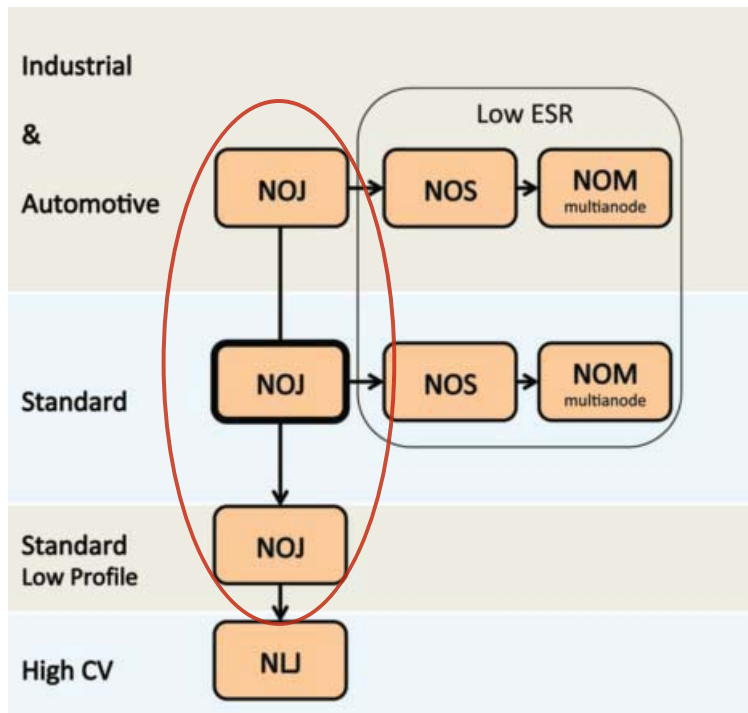 Industrial
&
Automotive
Low ESR
NOJ
NOS
NOM
multianode
Standard
NOJ
NOS
NOM
multianode
Standard
Low Profile
NOJ
High CV
NLJ